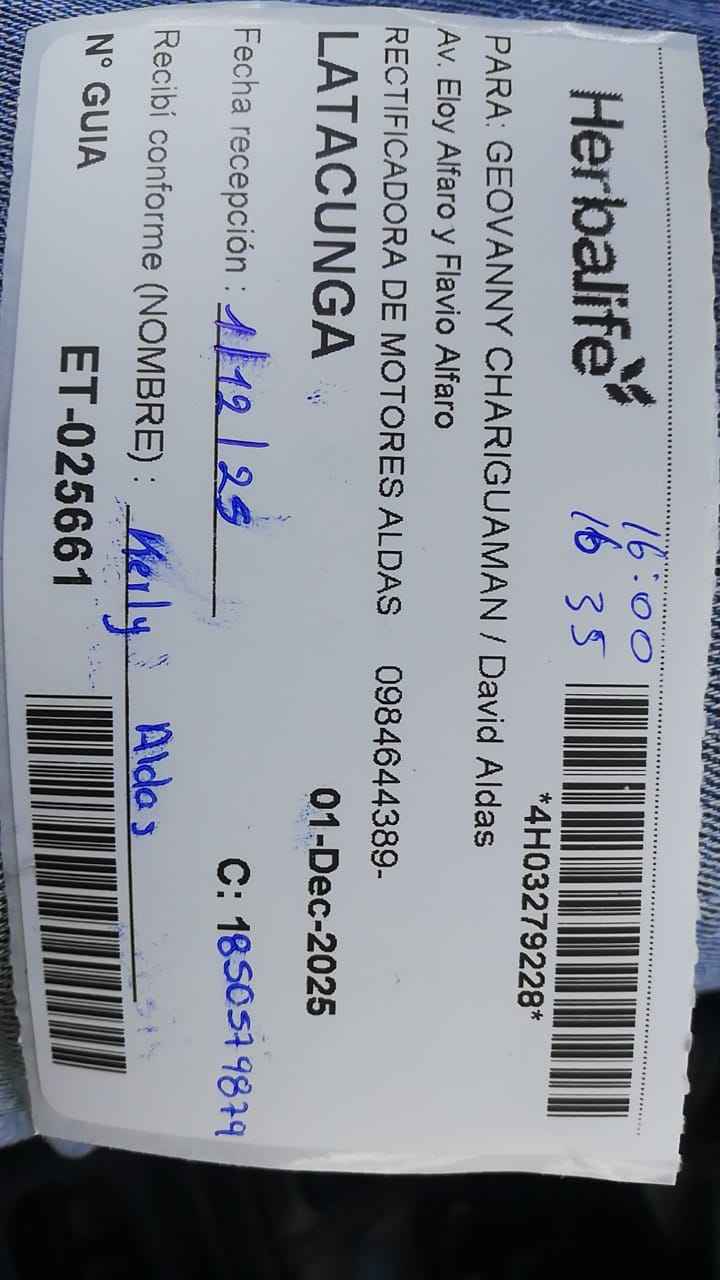 Herbalife
16:00
16 35
*4H03279228*
PARA: GEOVANNY CHARIGUAMAN / David Aldas
Av. Eloy Alfaro y Flavio Alfaro
RECTIFICADORA DE MOTORES ALDAS 0984644389-
LATACUNGA 01-Dec-2025
Fecha recepción : 1/12/25 C: 1850579879
Recibí conforme (NOMBRE) : Kerly Aldas
N° GUIA ET-025661